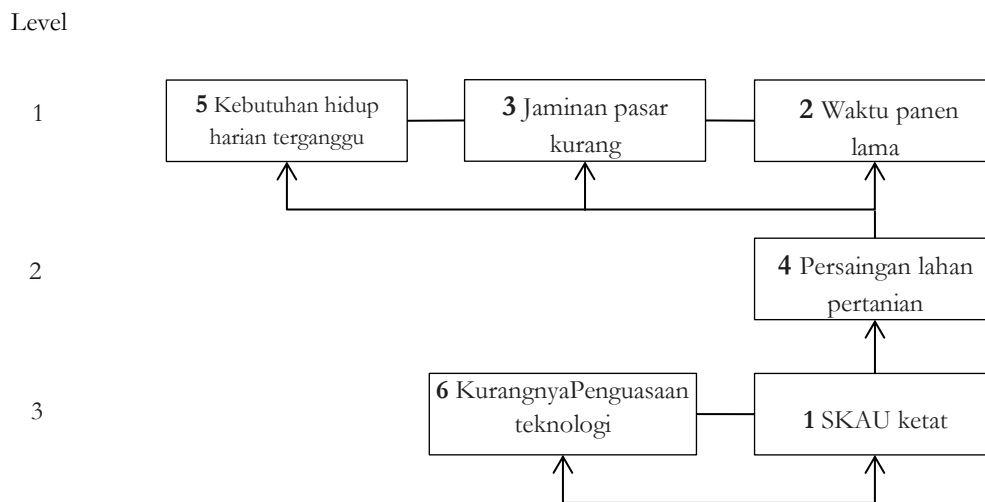 Level
1
5 Kebutuhan hidup
harian terganggu
3 Jaminan pasar
kurang
2 Waktu panen
lama
2
4 Persaingan lahan
pertanian
3
6 KurangnyaPenguasaan
teknologi
1 SKAU ketat